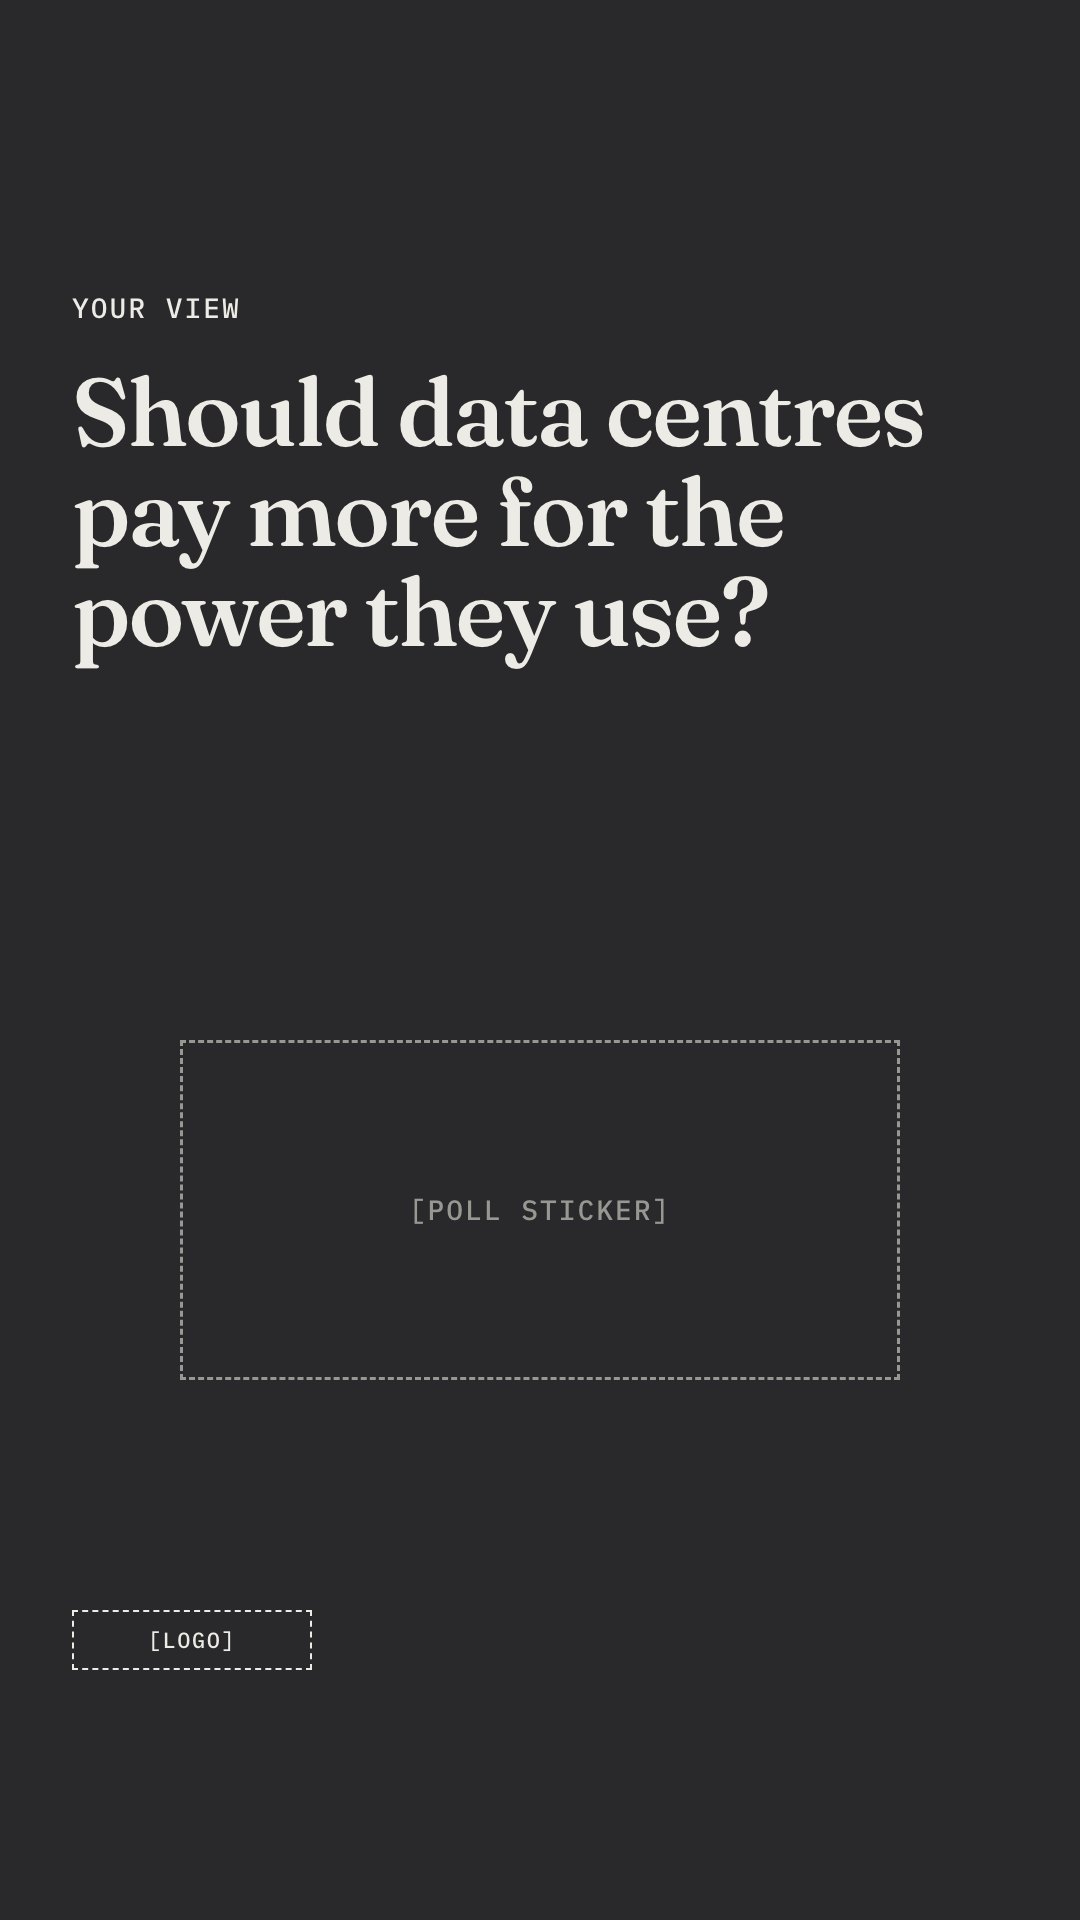 YOUR VIEW
Should data centres
pay more for the
power they use?
[POLL STICKER]
[LOGO]